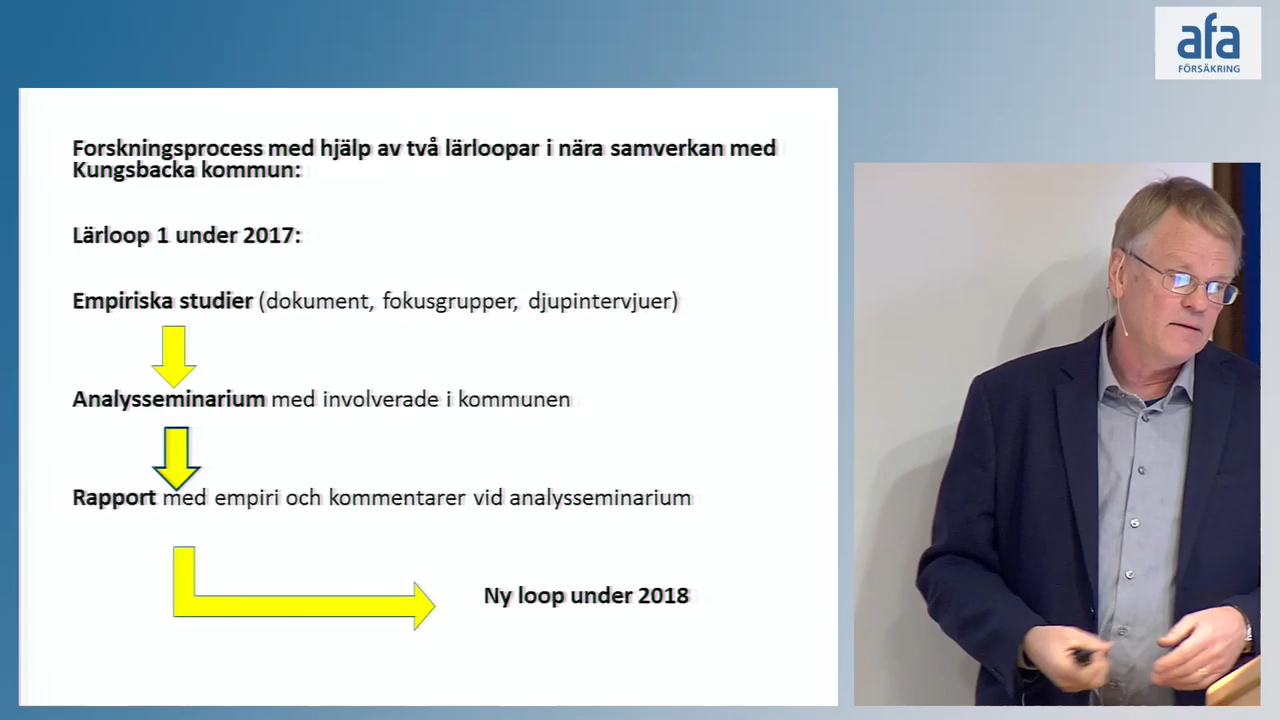 afa
FÖRSÄKRING
Forskningsprocess med hjälp av två lärloopar i nära samverkan med
Kungsbacka kommun:
Lärloop 1 under 2017:
Empiriska studier (dokument, fokusgrupper, djupintervjuer)
Analysseminarium med involverade i kommunen
Rapport med empiri och kommentarer vid analysseminarium
Ny loop under 2018